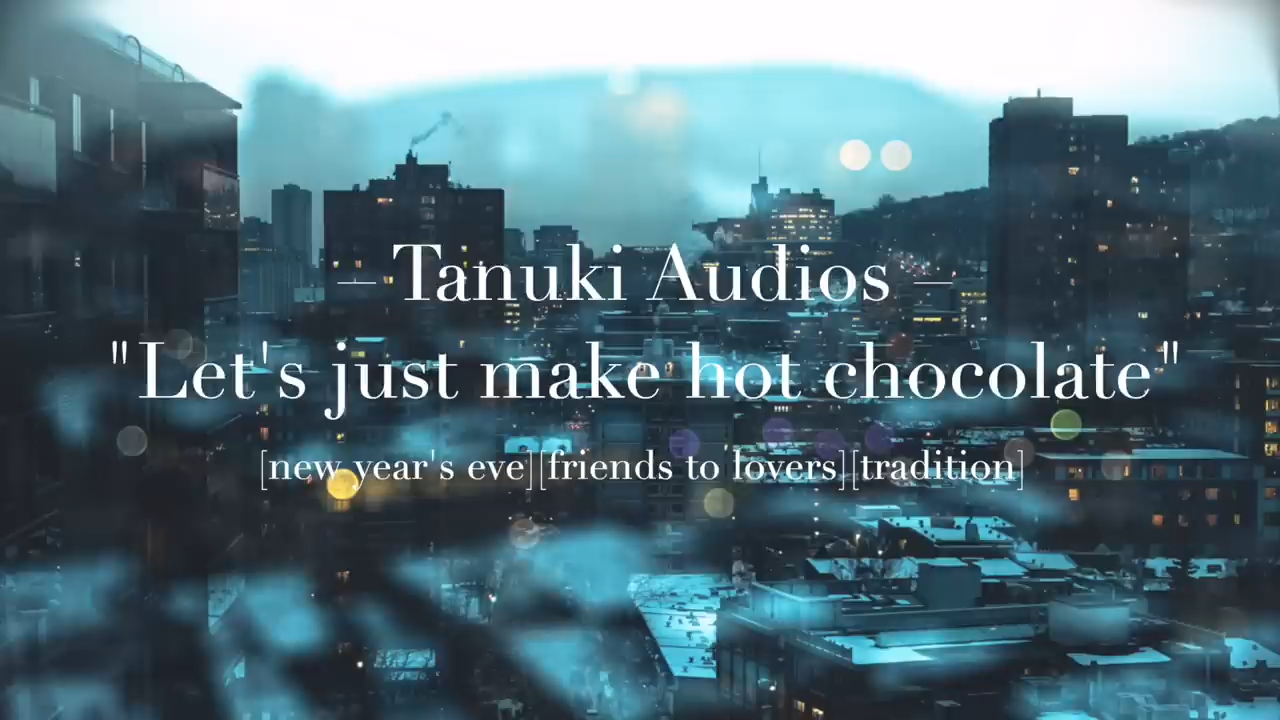 – Tanuki Audios –
"Let's just make hot chocolate"
[new year's eve][friends to lovers][tradition]